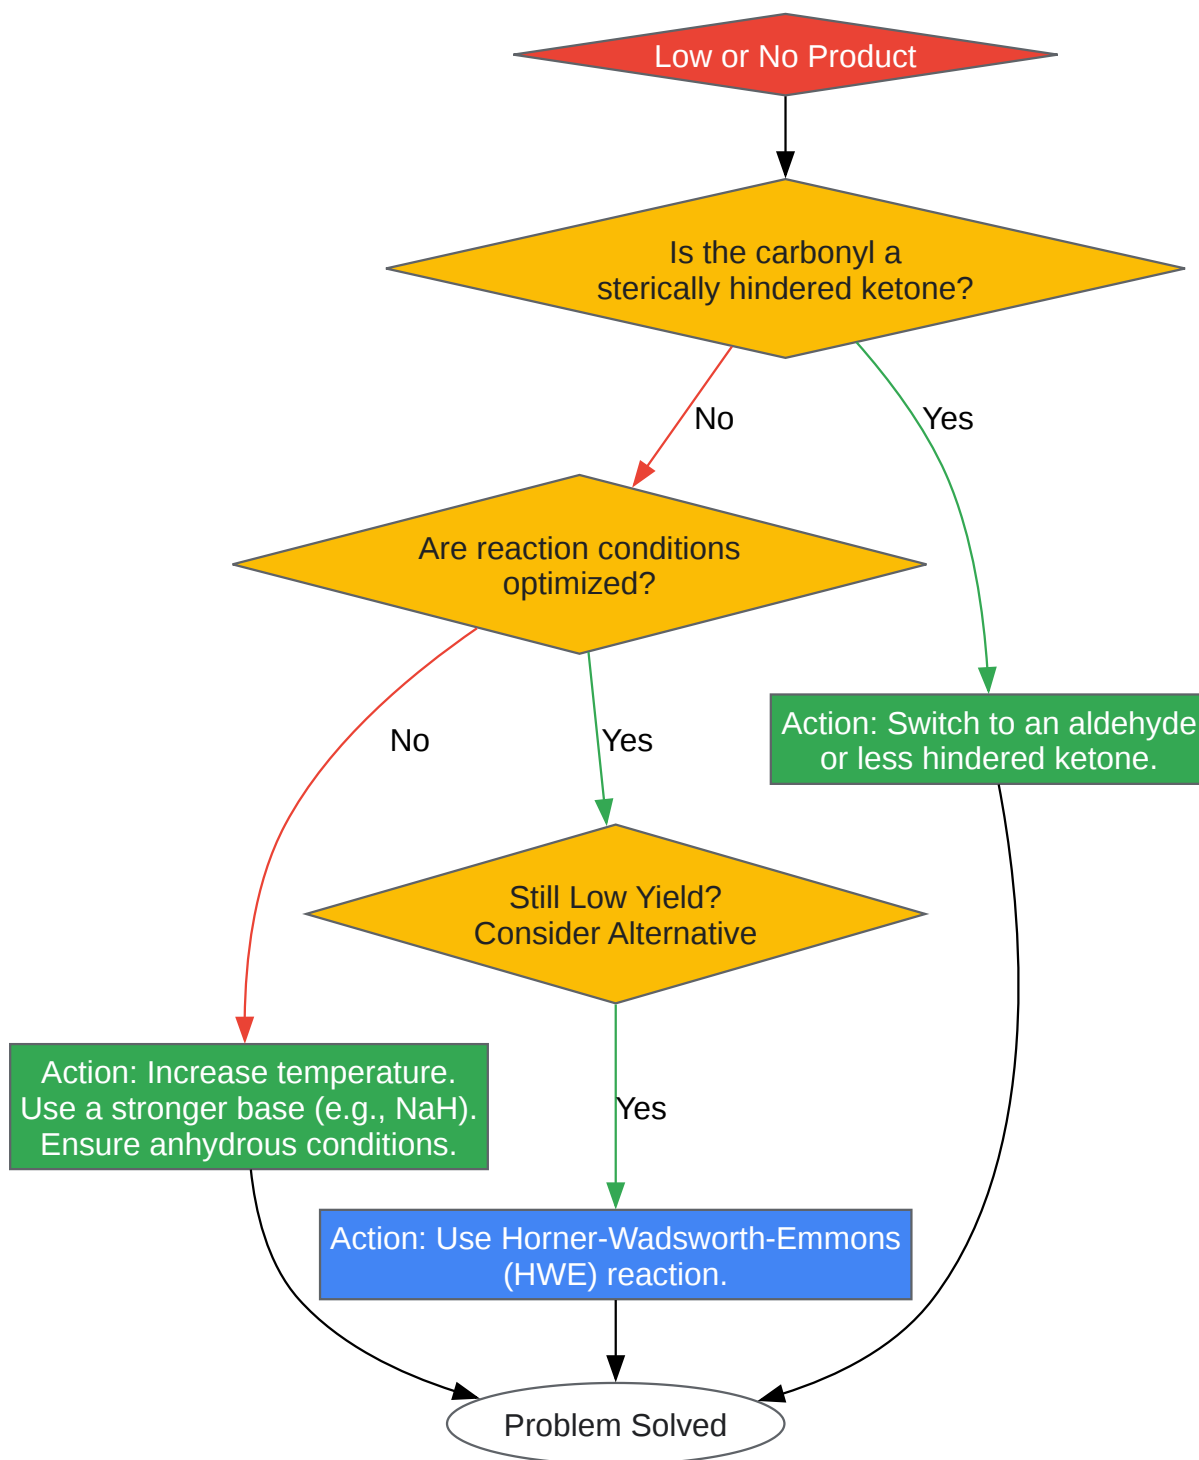 Low or No Product
Is the carbonyl a
sterically hindered ketone?
No
Yes
Are reaction conditions
optimized?
No
Yes
Action: Switch to an aldehyde
or less hindered ketone.
Still Low Yield?
Consider Alternative
Action: Increase temperature.
Use a stronger base (e.g., NaH).
Ensure anhydrous conditions.
Yes
Action: Use Horner-Wadsworth-Emmons
(HWE) reaction.
Problem Solved